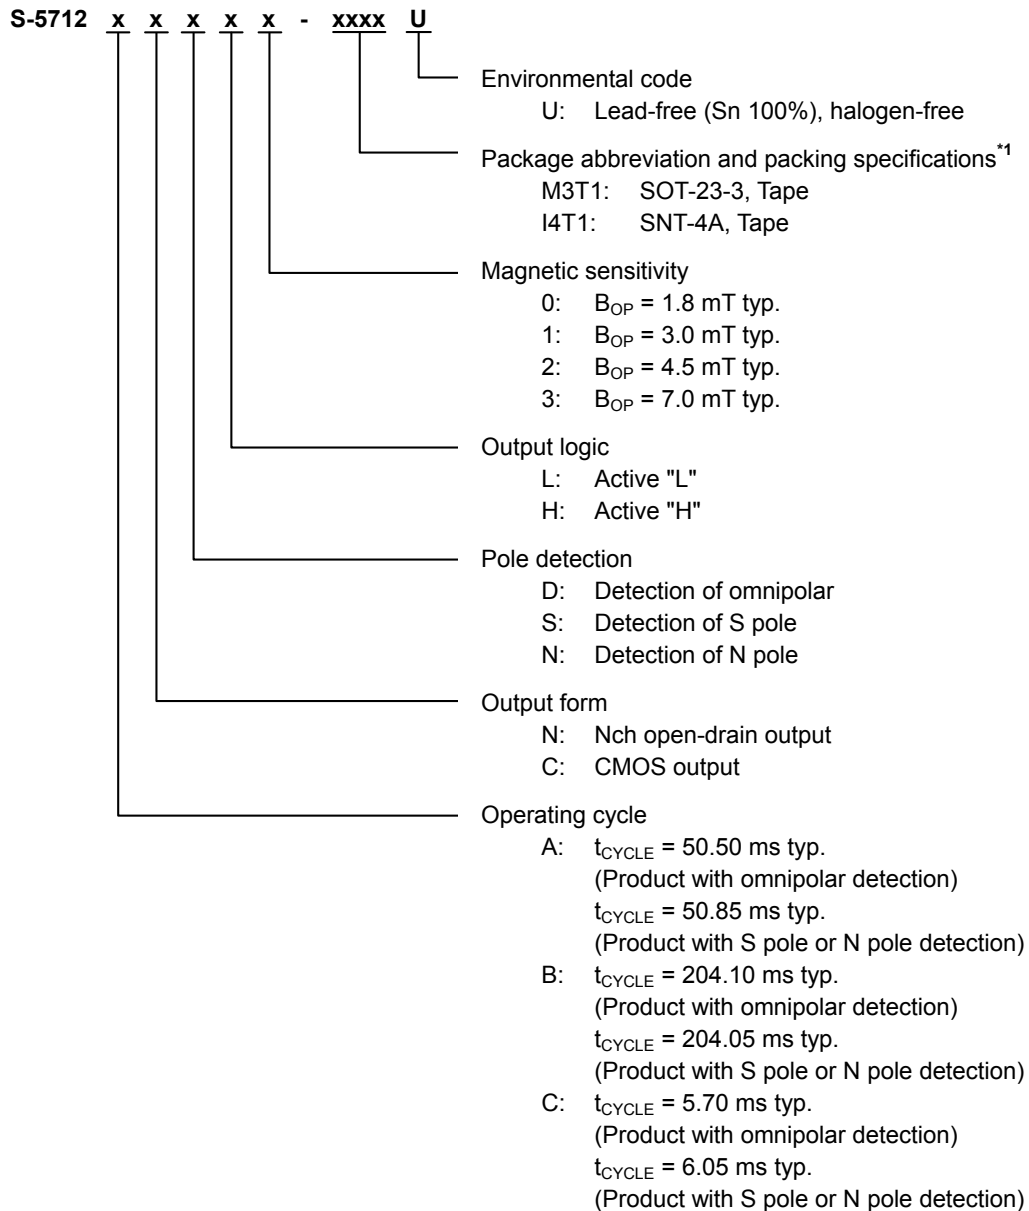 S-5712 x x x x x - xxxx U
Environmental code
U: Lead-free (Sn 100%), halogen-free
Package abbreviation and packing specifications*1
M3T1: SOT-23-3, Tape
I4T1: SNT-4A, Tape
Magnetic sensitivity
0: BOP = 1.8 mT typ.
1: BOP = 3.0 mT typ.
2: BOP = 4.5 mT typ.
3: BOP = 7.0 mT typ.
Output logic
L: Active "L"
H: Active "H"
Pole detection
D: Detection of omnipolar
S: Detection of S pole
N: Detection of N pole
Output form
N: Nch open-drain output
C: CMOS output
Operating cycle
A: tCYCLE = 50.50 ms typ.
(Product with omnipolar detection)
tCYCLE = 50.85 ms typ.
(Product with S pole or N pole detection)
B: tCYCLE = 204.10 ms typ.
(Product with omnipolar detection)
tCYCLE = 204.05 ms typ.
(Product with S pole or N pole detection)
C: tCYCLE = 5.70 ms typ.
(Product with omnipolar detection)
tCYCLE = 6.05 ms typ.
(Product with S pole or N pole detection)